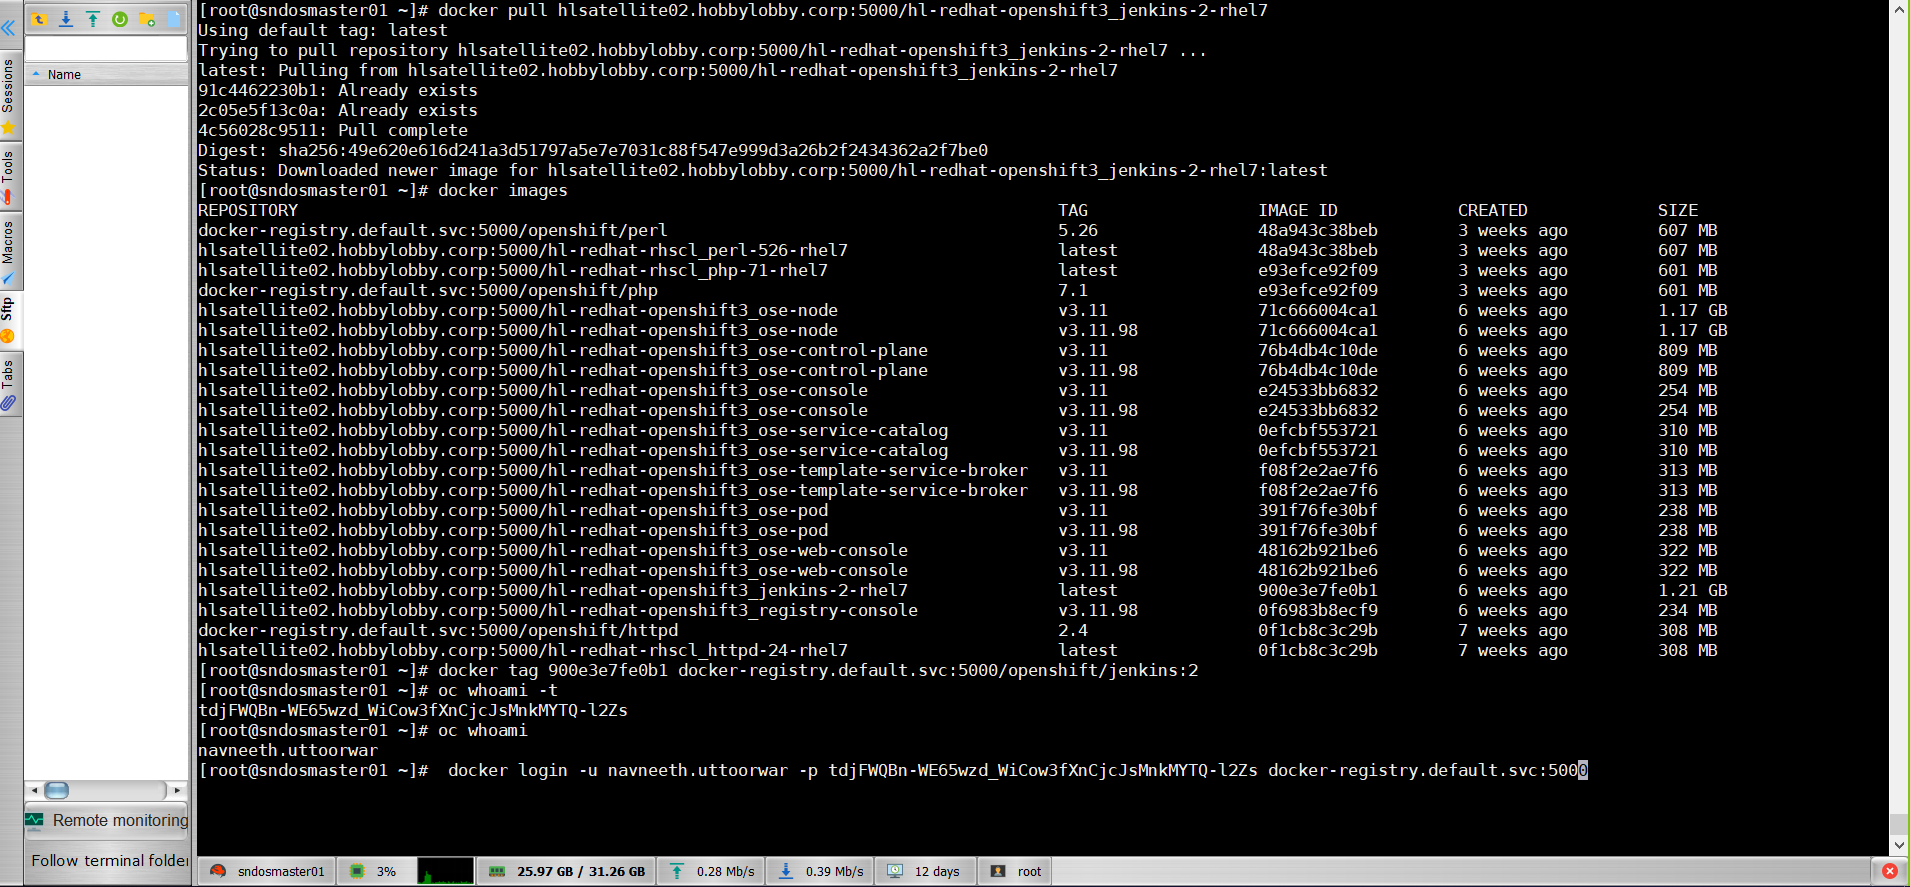 [root@sndosmaster01 ~]# docker pull hlsatellite02.hobbylobby.corp:5000/hl-redhat-openshift3_jenkins-2-rhel7
Using default tag: latest
Trying to pull repository hlsatellite02.hobbylobby.corp:5000/hl-redhat-openshift3_jenkins-2-rhel7 ...
latest: Pulling from hlsatellite02.hobbylobby.corp:5000/hl-redhat-openshift3_jenkins-2-rhel7
91c4462230b1: Already exists
2c05e5f13c0a: Already exists
4c56028c9511: Pull complete
Digest: sha256:49e620e616d241a3d51797a5e7e7031c88f547e999d3a26b2f2434362a2f7be0
Status: Downloaded newer image for hlsatellite02.hobbylobby.corp:5000/hl-redhat-openshift3_jenkins-2-rhel7:latest
[root@sndosmaster01 ~]# docker images
REPOSITORY TAG IMAGE ID CREATED SIZE
docker-registry.default.svc:5000/openshift/perl 5.26 48a943c38beb 3 weeks ago 607 MB
hlsatellite02.hobbylobby.corp:5000/hl-redhat-rhscl_perl-526-rhel7 latest 48a943c38beb 3 weeks ago 607 MB
hlsatellite02.hobbylobby.corp:5000/hl-redhat-rhscl_php-71-rhel7 latest e93efce92f09 3 weeks ago 601 MB
docker-registry.default.svc:5000/openshift/php 7.1 e93efce92f09 3 weeks ago 601 MB
hlsatellite02.hobbylobby.corp:5000/hl-redhat-openshift3_ose-node v3.11 71c666004ca1 6 weeks ago 1.17 GB
hlsatellite02.hobbylobby.corp:5000/hl-redhat-openshift3_ose-node v3.11.98 71c666004ca1 6 weeks ago 1.17 GB
hlsatellite02.hobbylobby.corp:5000/hl-redhat-openshift3_ose-control-plane v3.11 76b4db4c10de 6 weeks ago 809 MB
hlsatellite02.hobbylobby.corp:5000/hl-redhat-openshift3_ose-control-plane v3.11.98 76b4db4c10de 6 weeks ago 809 MB
hlsatellite02.hobbylobby.corp:5000/hl-redhat-openshift3_ose-console v3.11 e24533bb6832 6 weeks ago 254 MB
hlsatellite02.hobbylobby.corp:5000/hl-redhat-openshift3_ose-console v3.11.98 e24533bb6832 6 weeks ago 254 MB
hlsatellite02.hobbylobby.corp:5000/hl-redhat-openshift3_ose-service-catalog v3.11 0efcbf553721 6 weeks ago 310 MB
hlsatellite02.hobbylobby.corp:5000/hl-redhat-openshift3_ose-service-catalog v3.11.98 0efcbf553721 6 weeks ago 310 MB
hlsatellite02.hobbylobby.corp:5000/hl-redhat-openshift3_ose-template-service-broker v3.11 f08f2e2ae7f6 6 weeks ago 313 MB
hlsatellite02.hobbylobby.corp:5000/hl-redhat-openshift3_ose-template-service-broker v3.11.98 f08f2e2ae7f6 6 weeks ago 313 MB
hlsatellite02.hobbylobby.corp:5000/hl-redhat-openshift3_ose-pod v3.11 391f76fe30bf 6 weeks ago 238 MB
hlsatellite02.hobbylobby.corp:5000/hl-redhat-openshift3_ose-pod v3.11.98 391f76fe30bf 6 weeks ago 238 MB
hlsatellite02.hobbylobby.corp:5000/hl-redhat-openshift3_ose-web-console v3.11 48162b921be6 6 weeks ago 322 MB
hlsatellite02.hobbylobby.corp:5000/hl-redhat-openshift3_ose-web-console v3.11.98 48162b921be6 6 weeks ago 322 MB
hlsatellite02.hobbylobby.corp:5000/hl-redhat-openshift3_jenkins-2-rhel7 latest 900e3e7fe0b1 6 weeks ago 1.21 GB
hlsatellite02.hobbylobby.corp:5000/hl-redhat-openshift3_registry-console v3.11.98 0f6983b8ecf9 6 weeks ago 234 MB
docker-registry.default.svc:5000/openshift/httpd 2.4 0f1cb8c3c29b 7 weeks ago 308 MB
hlsatellite02.hobbylobby.corp:5000/hl-redhat-rhscl_httpd-24-rhel7 latest 0f1cb8c3c29b 7 weeks ago 308 MB
[root@sndosmaster01 ~]# docker tag 900e3e7fe0b1 docker-registry.default.svc:5000/openshift/jenkins:2
[root@sndosmaster01 ~]# oc whoami -t
tdjFWQBn-WE65wzd_WiCow3fXnCjcJsMnkMYTQ-l2Zs
[root@sndosmaster01 ~]# oc whoami
navneeth.uttoorwar
[root@sndosmaster01 ~]#  docker login -u navneeth.uttoorwar -p tdjFWQBn-WE65wzd_WiCow3fXnCjcJsMnkMYTQ-l2Zs docker-registry.default.svc:5000
Name
Sessions
Tools
Macros
Sftp
Tabs
Remote monitoring
Follow terminal folder
sndosmaster01 3% 25.97 GB / 31.26 GB 0.28 Mb/s 0.39 Mb/s 12 days root